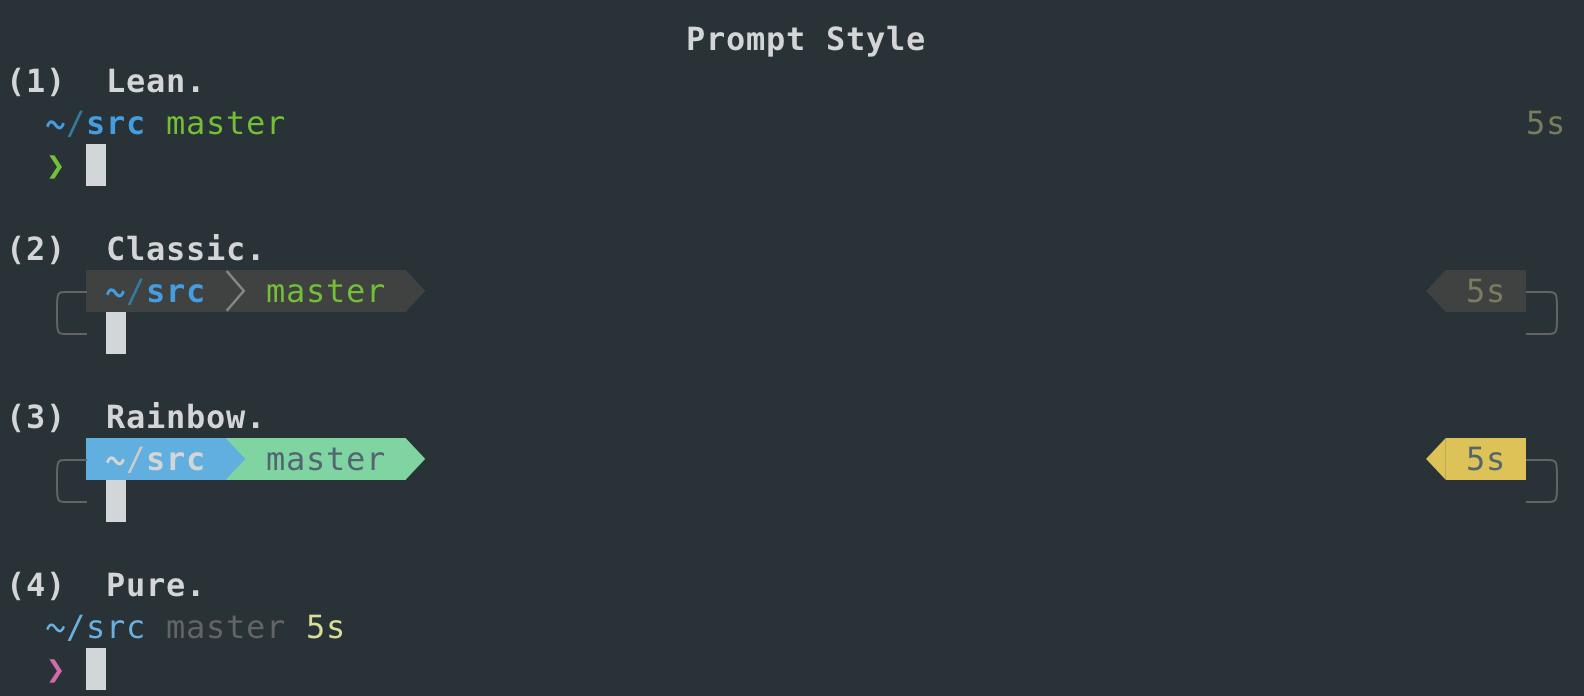 Prompt Style
(1)  Lean.
~/src master 5s
❯
(2)  Classic.
~/src master 5s
(3)  Rainbow.
~/src master 5s
(4)  Pure.
~/src master 5s
❯